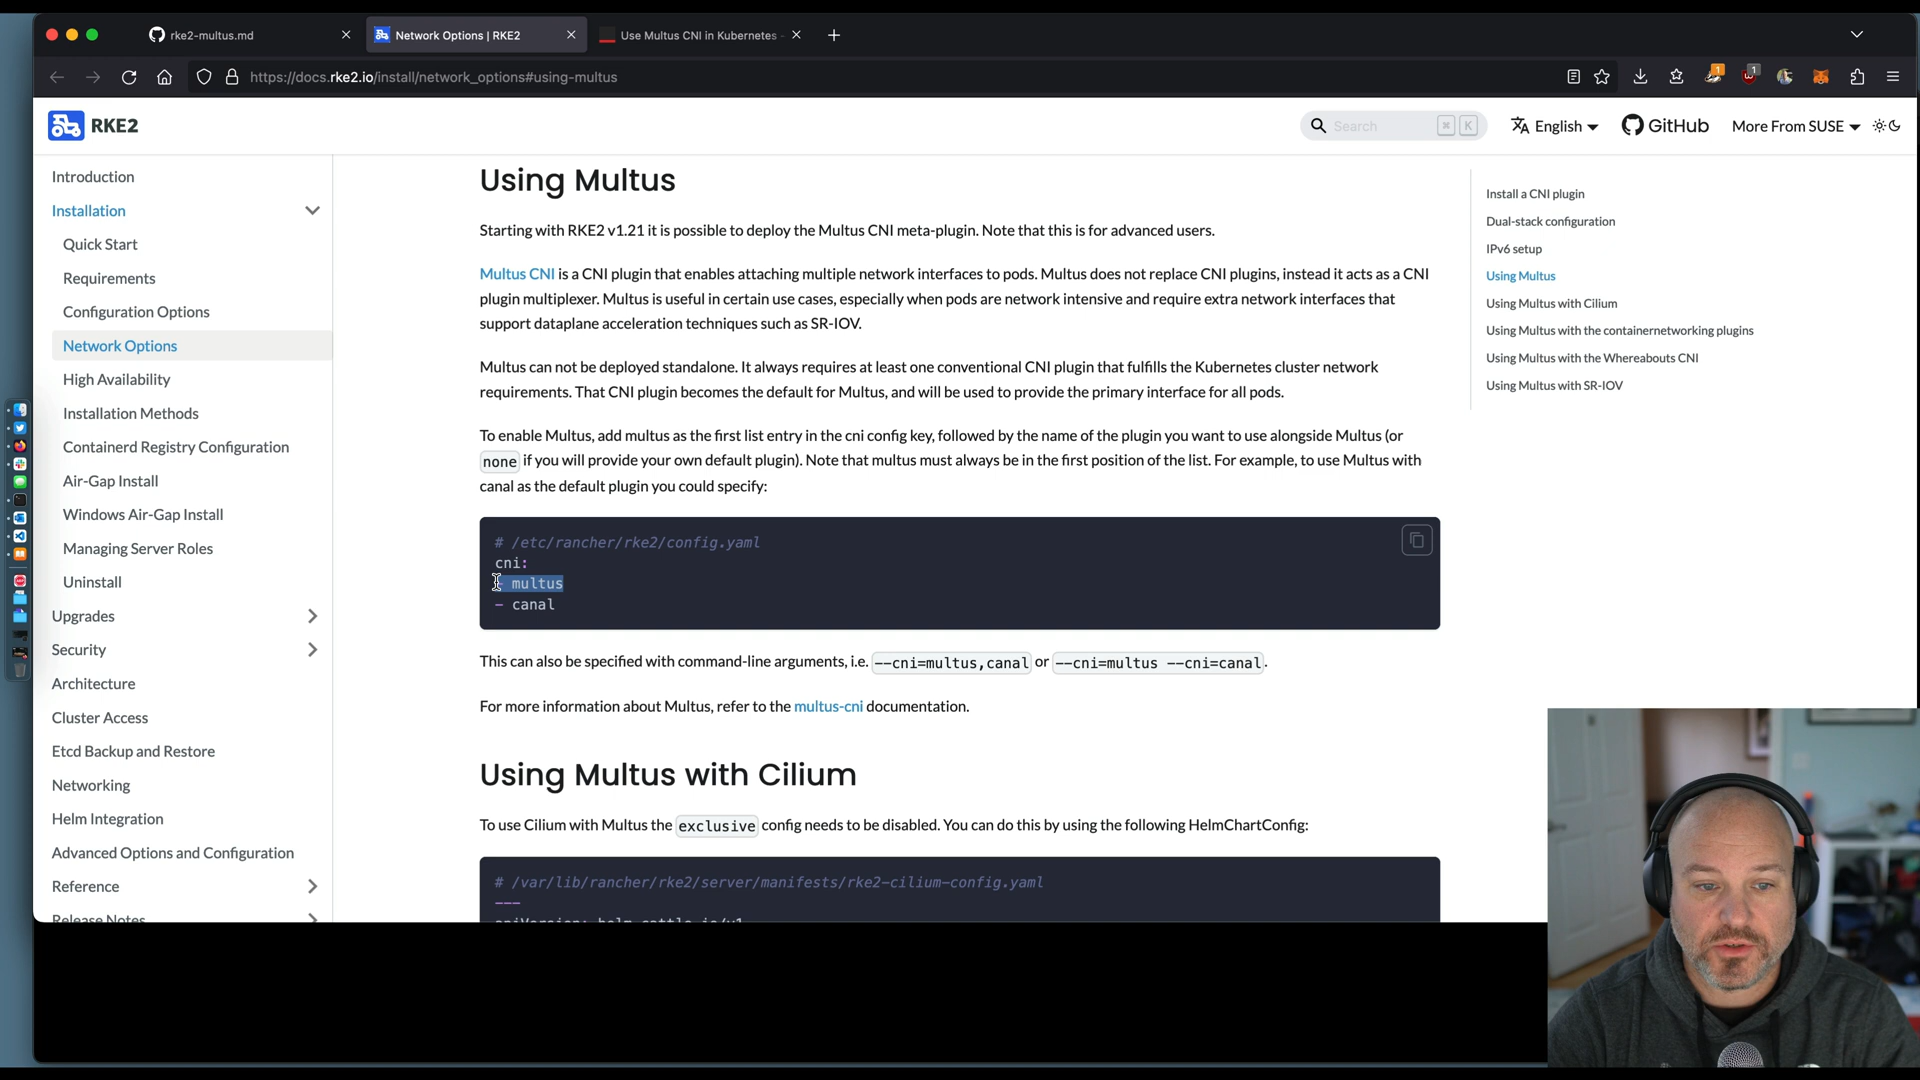 rke2-multus.md
Network Options | RKE2
Use Multus CNI in Kubernetes -
https://docs.rke2.io/install/network_options#using-multus
1
1
RKE2
Search
⌘ K
English
GitHub
More From SUSE
Introduction
Installation
Quick Start
Requirements
Configuration Options
Network Options
High Availability
Installation Methods
Containerd Registry Configuration
Air-Gap Install
Windows Air-Gap Install
Managing Server Roles
Uninstall
Upgrades
Security
Architecture
Cluster Access
Etcd Backup and Restore
Networking
Helm Integration
Advanced Options and Configuration
Reference
Release Notes
Using Multus
Starting with RKE2 v1.21 it is possible to deploy the Multus CNI meta-plugin. Note that this is for advanced users.
Multus CNI is a CNI plugin that enables attaching multiple network interfaces to pods. Multus does not replace CNI plugins, instead it acts as a CNI
plugin multiplexer. Multus is useful in certain use cases, especially when pods are network intensive and require extra network interfaces that
support dataplane acceleration techniques such as SR-IOV.
Multus can not be deployed standalone. It always requires at least one conventional CNI plugin that fulfills the Kubernetes cluster network
requirements. That CNI plugin becomes the default for Multus, and will be used to provide the primary interface for all pods.
To enable Multus, add multus as the first list entry in the cni config key, followed by the name of the plugin you want to use alongside Multus (or
none if you will provide your own default plugin). Note that multus must always be in the first position of the list. For example, to use Multus with
canal as the default plugin you could specify:
# /etc/rancher/rke2/config.yaml
cni:
- multus
- canal
This can also be specified with command-line arguments, i.e. --cni=multus,canal or --cni=multus --cni=canal.
For more information about Multus, refer to the multus-cni documentation.
Using Multus with Cilium
To use Cilium with Multus the exclusive config needs to be disabled. You can do this by using the following HelmChartConfig:
# /var/lib/rancher/rke2/server/manifests/rke2-cilium-config.yaml
---
apiVersion: helm.cattle.io/v1
Install a CNI plugin
Dual-stack configuration
IPv6 setup
Using Multus
Using Multus with Cilium
Using Multus with the containernetworking plugins
Using Multus with the Whereabouts CNI
Using Multus with SR-IOV